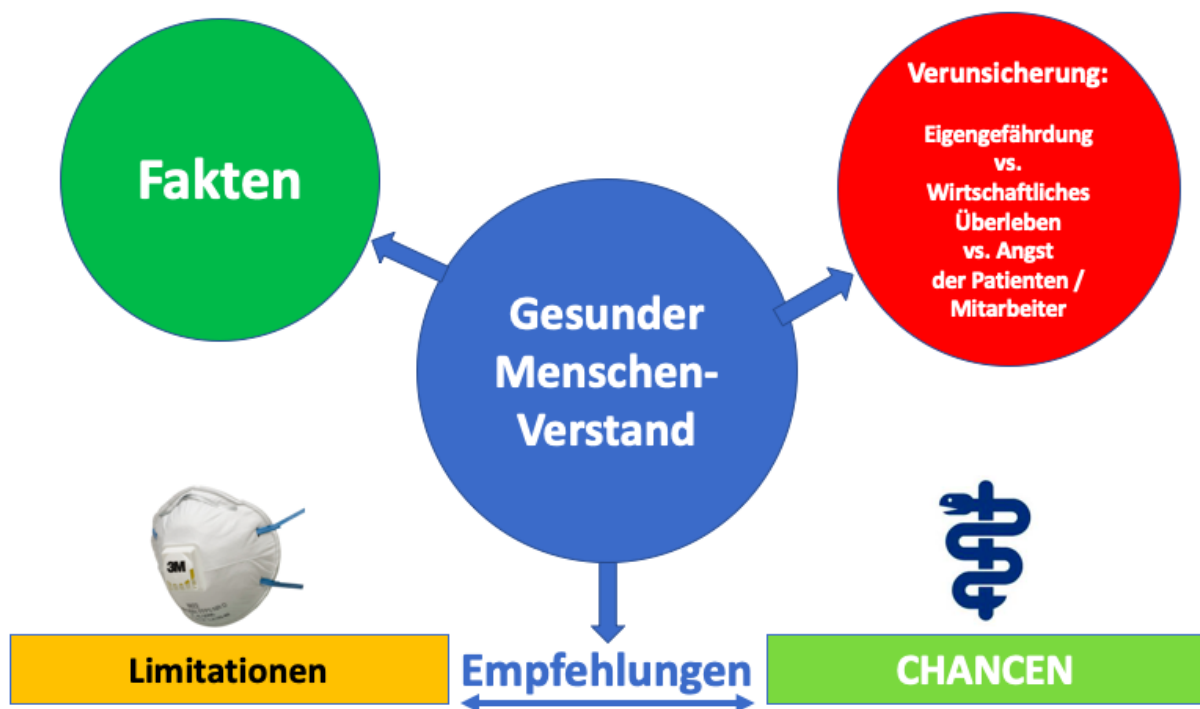 Fakten
Verunsicherung:
Eigengefährdung
vs.
Wirtschaftliches
Überleben
vs. Angst
der Patienten /
Mitarbeiter
Gesunder
Menschen-
Verstand
3M
Limitationen
Empfehlungen
CHANCEN